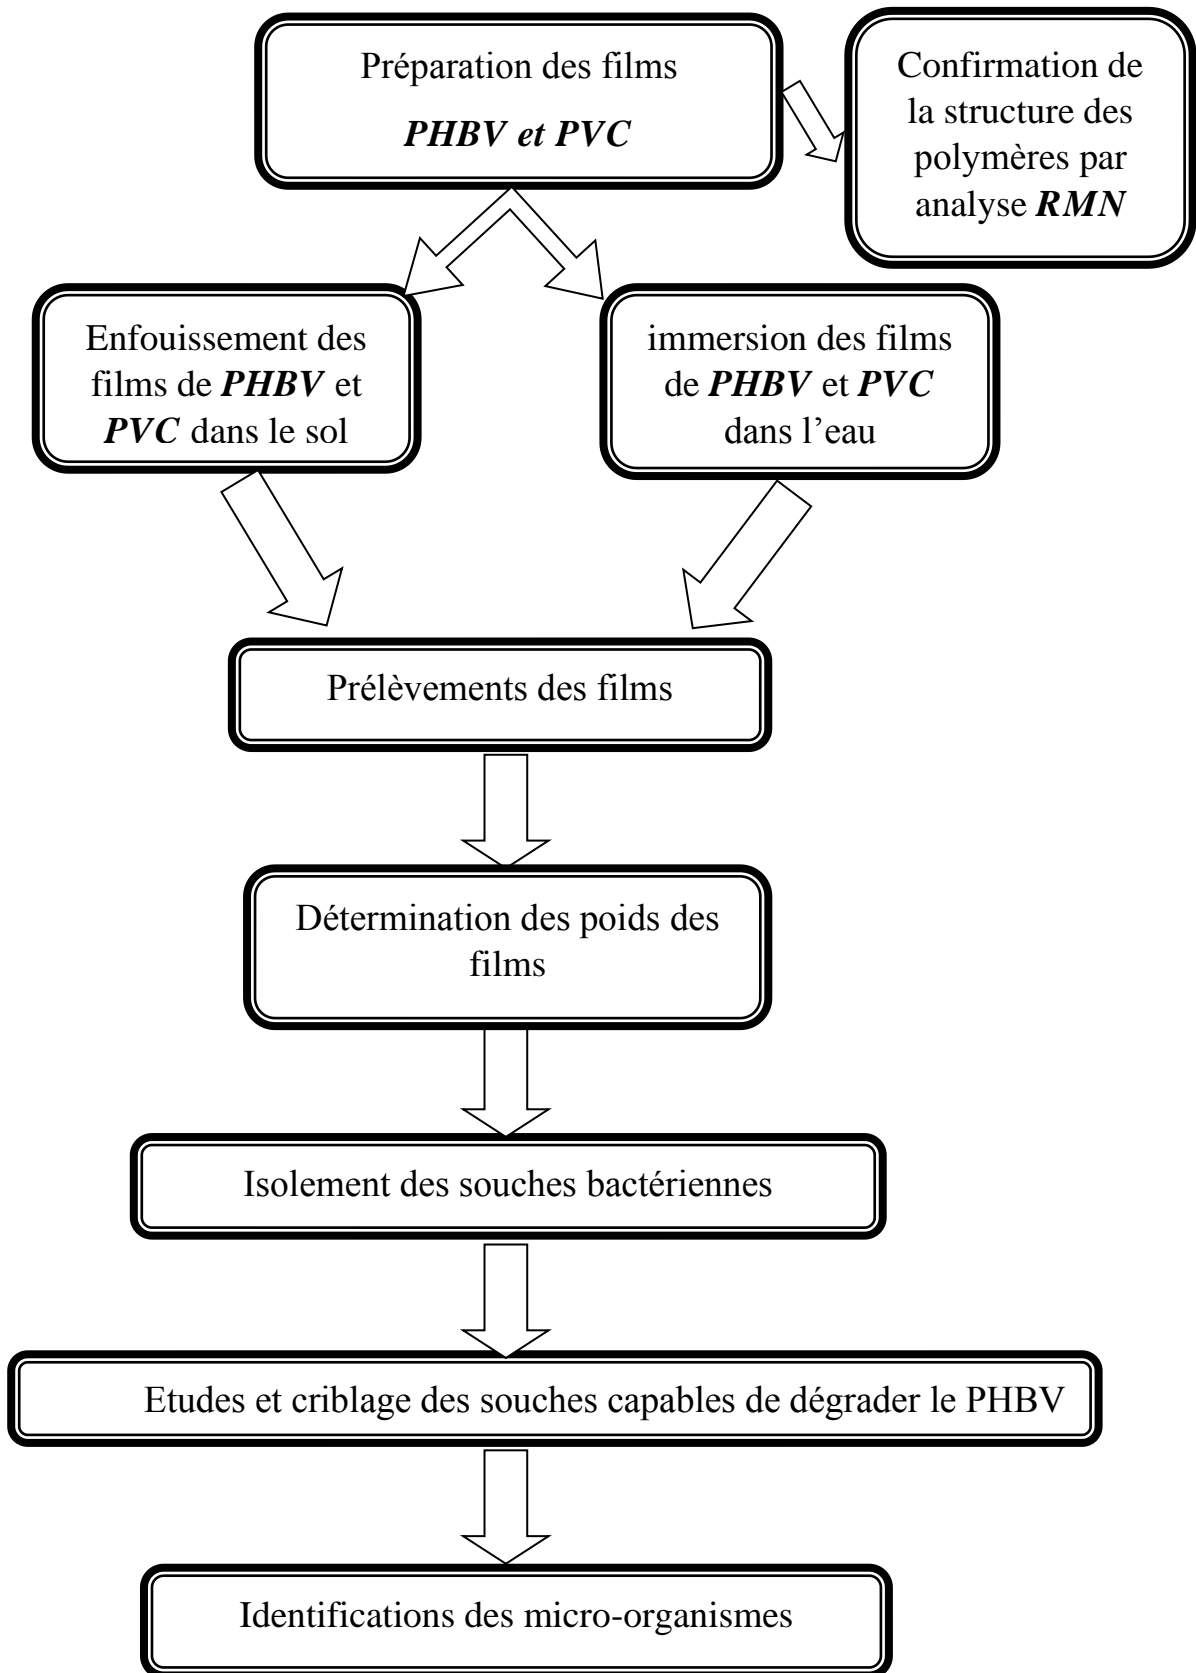 Préparation des films
PHBV et PVC
Confirmation de
la structure des
polymères par
analyse RMN
Enfouissement des
films de PHBV et
PVC dans le sol
immersion des films
de PHBV et PVC
dans l’eau
Prélèvements des films
Détermination des poids des
films
Isolement des souches bactériennes
Etudes et criblage des souches capables de dégrader le PHBV
Identifications des micro-organismes